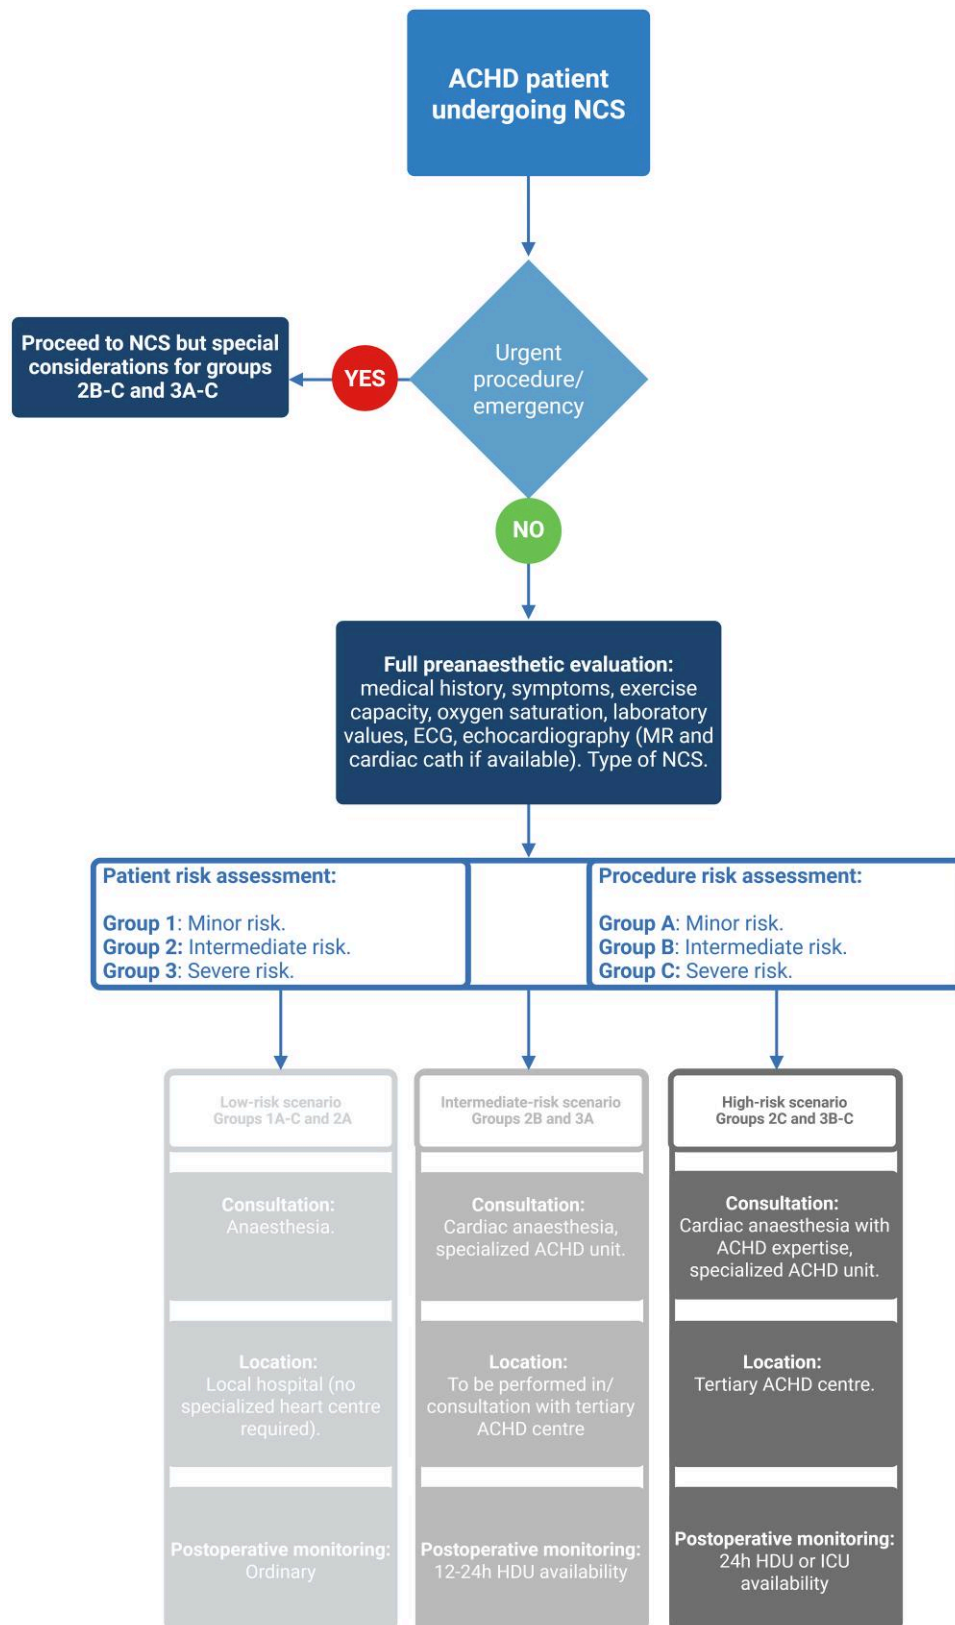 ACHD patient
undergoing NCS
Urgent
procedure/
emergency
YES
Proceed to NCS but special
considerations for groups
2B-C and 3A-C
NO
Full preanaesthetic evaluation:
medical history, symptoms, exercise
capacity, oxygen saturation, laboratory
values, ECG, echocardiography (MR and
cardiac cath if available). Type of NCS.
Patient risk assessment:
Group 1: Minor risk.
Group 2: Intermediate risk.
Group 3: Severe risk.
Procedure risk assessment:
Group A: Minor risk.
Group B: Intermediate risk.
Group C: Severe risk.
Low-risk scenario
Groups 1A-C and 2A
Consultation:
Anaesthesia.
Location:
Local hospital (no
specialized heart centre
required).
Postoperative monitoring:
Ordinary
Intermediate-risk scenario
Groups 2B and 3A
Consultation:
Cardiac anaesthesia,
specialized ACHD unit.
Location:
To be performed in/
consultation with tertiary
ACHD centre
Postoperative monitoring:
12-24h HDU availability
High-risk scenario
Groups 2C and 3B-C
Consultation:
Cardiac anaesthesia with
ACHD expertise,
specialized ACHD unit.
Location:
Tertiary ACHD centre.
Postoperative monitoring:
24h HDU or ICU
availability